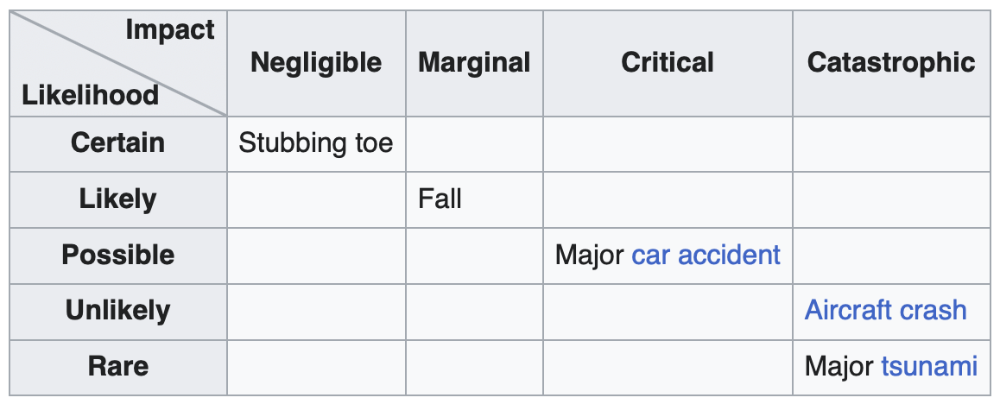 Impact
Likelihood
Negligible Marginal Critical Catastrophic
Certain Stubbing toe
Likely Fall
Possible Major car accident
Unlikely Aircraft crash
Rare Major tsunami